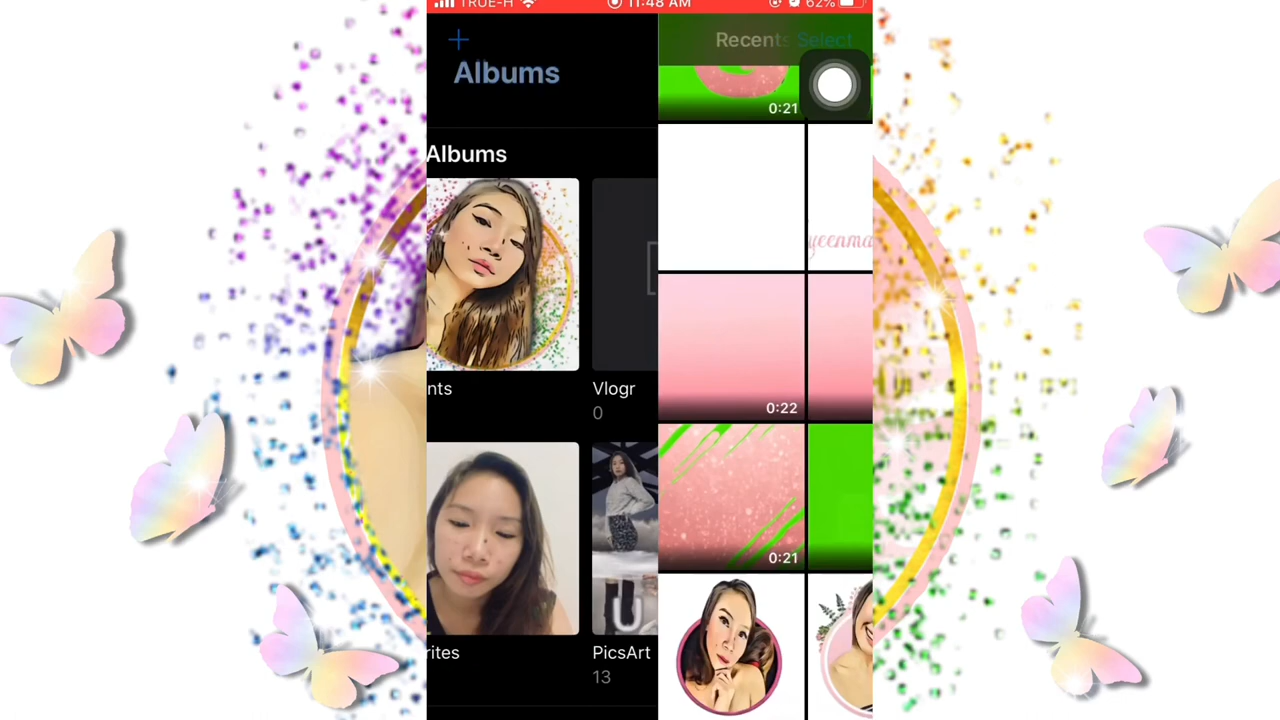 TRUE-H 11:48 AM 62%
Recents Select
Albums
0:21
Albums
yeenma
nts
Vlogr
0
0:22
0:21
rites
PicsArt
13
U